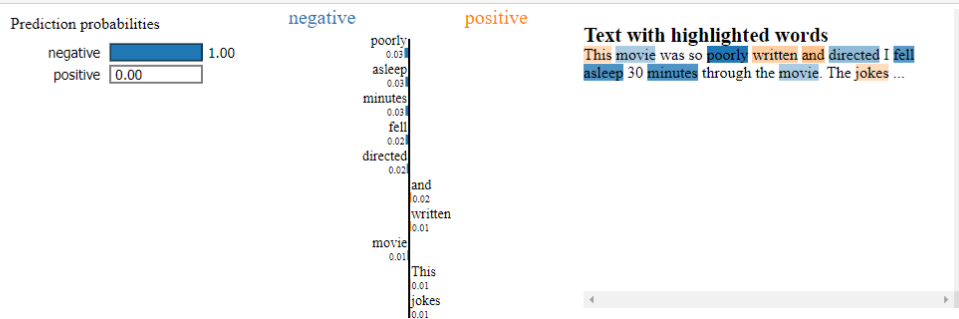 Prediction probabilities
negative 1.00
positive 0.00
negative positive
poorly
0.03
asleep
0.03
minutes
0.03
fell
0.02
directed
0.02
and
0.02
written
0.01
movie
0.01
This
0.01
jokes
0.01
Text with highlighted words
This movie was so poorly written and directed I fell
asleep 30 minutes through the movie. The jokes ...